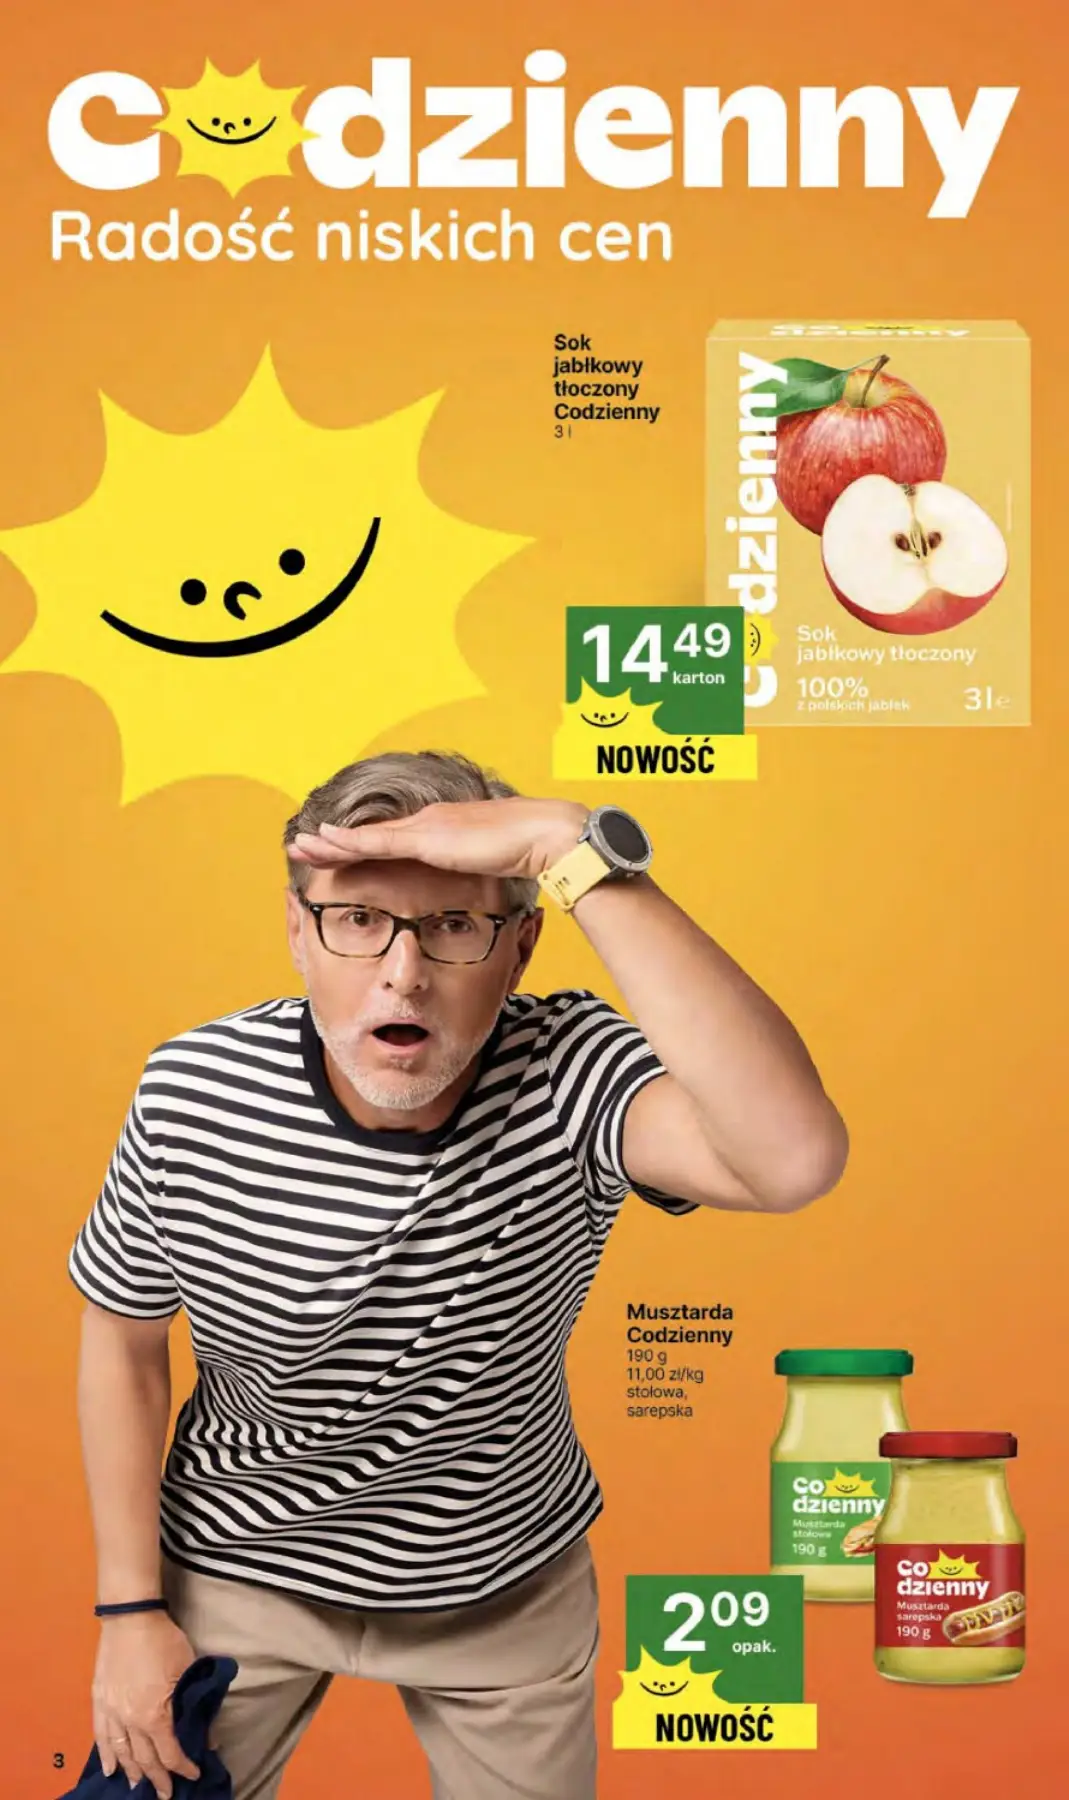 Codzienny
Radość niskich cen
Sok
jabłkowy
tłoczony
Codzienny
3 l
Codzienny
Codzienny
Sok
jabłkowy tłoczony
100%
z polskich jabłek
3 l e
14 49
karton
NOWOŚĆ
Musztarda
Codzienny
190 g
11,00 zł/kg
stołowa,
sarepska
Co
dzienny
Musztarda
stołowa
190 g
Co
dzienny
Musztarda
sarepska
190 g
2 09
opak.
NOWOŚĆ
3